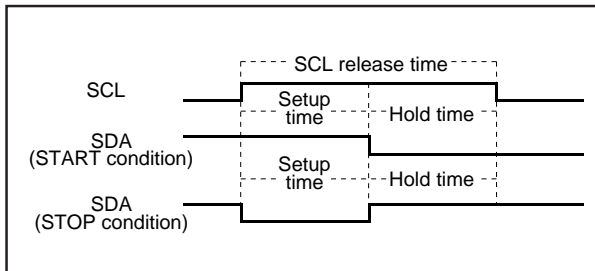 SCL release time
SCL
Setup
time
Hold time
SDA
(START condition)
Setup
time
Hold time
SDA
(STOP condition)